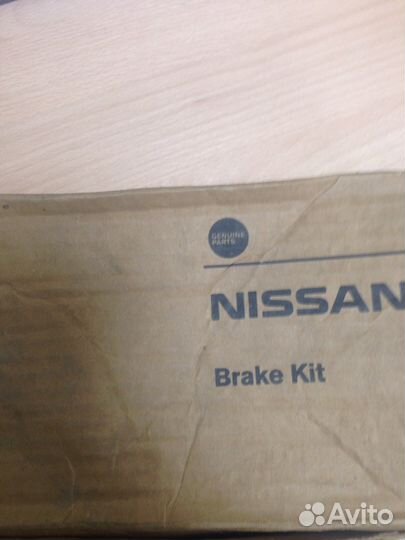 GENUINE
PARTS
NISSAN
Brake Kit
Avito